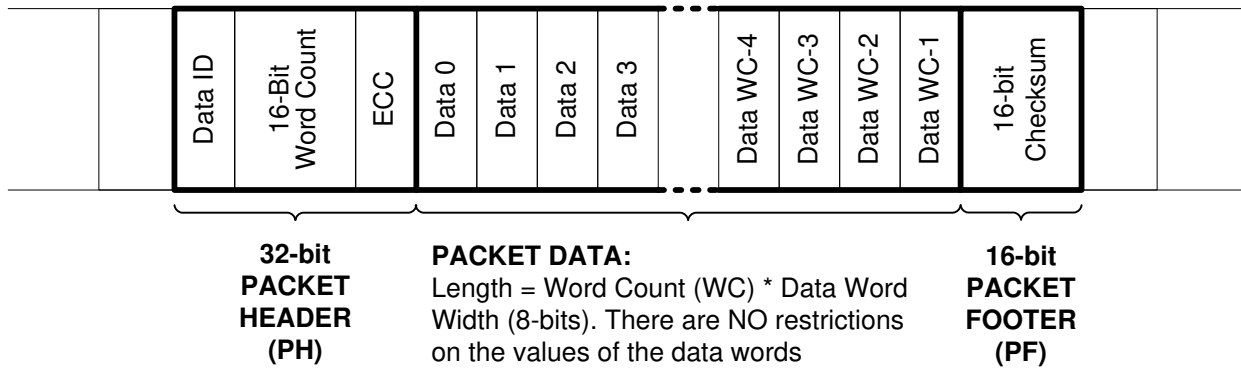 Data ID
16-Bit
Word Count
ECC
Data 0
Data 1
Data 2
Data 3
Data WC-4
Data WC-3
Data WC-2
Data WC-1
16-bit
Checksum
32-bit
PACKET
HEADER
(PH)
PACKET DATA:
Length = Word Count (WC) * Data Word
Width (8-bits). There are NO restrictions
on the values of the data words
16-bit
PACKET
FOOTER
(PF)